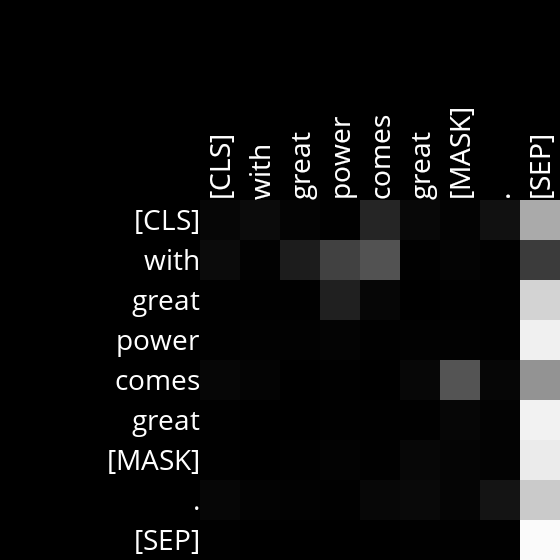 [CLS] with great power comes great [MASK] . [SEP]
[CLS]
with
great
power
comes
great
[MASK]
.
[SEP]